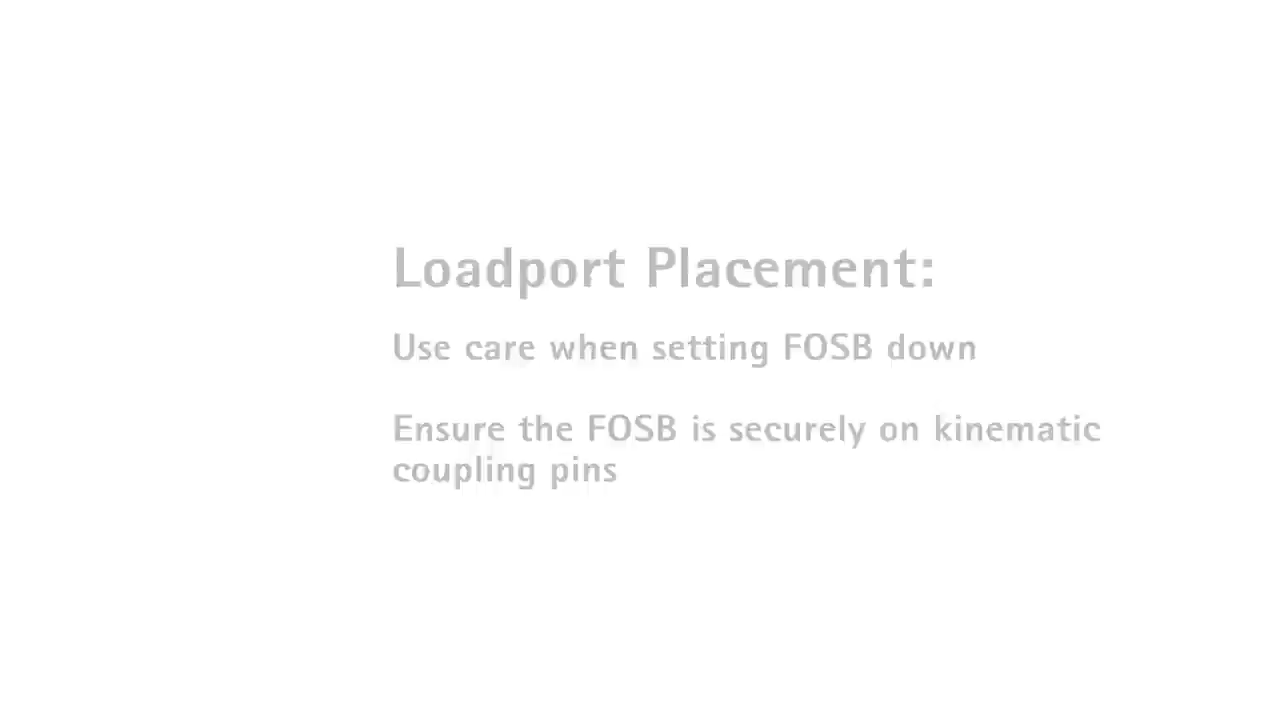 Loadport Placement:
Use care when setting FOSB down
Ensure the FOSB is securely on kinematic
coupling pins